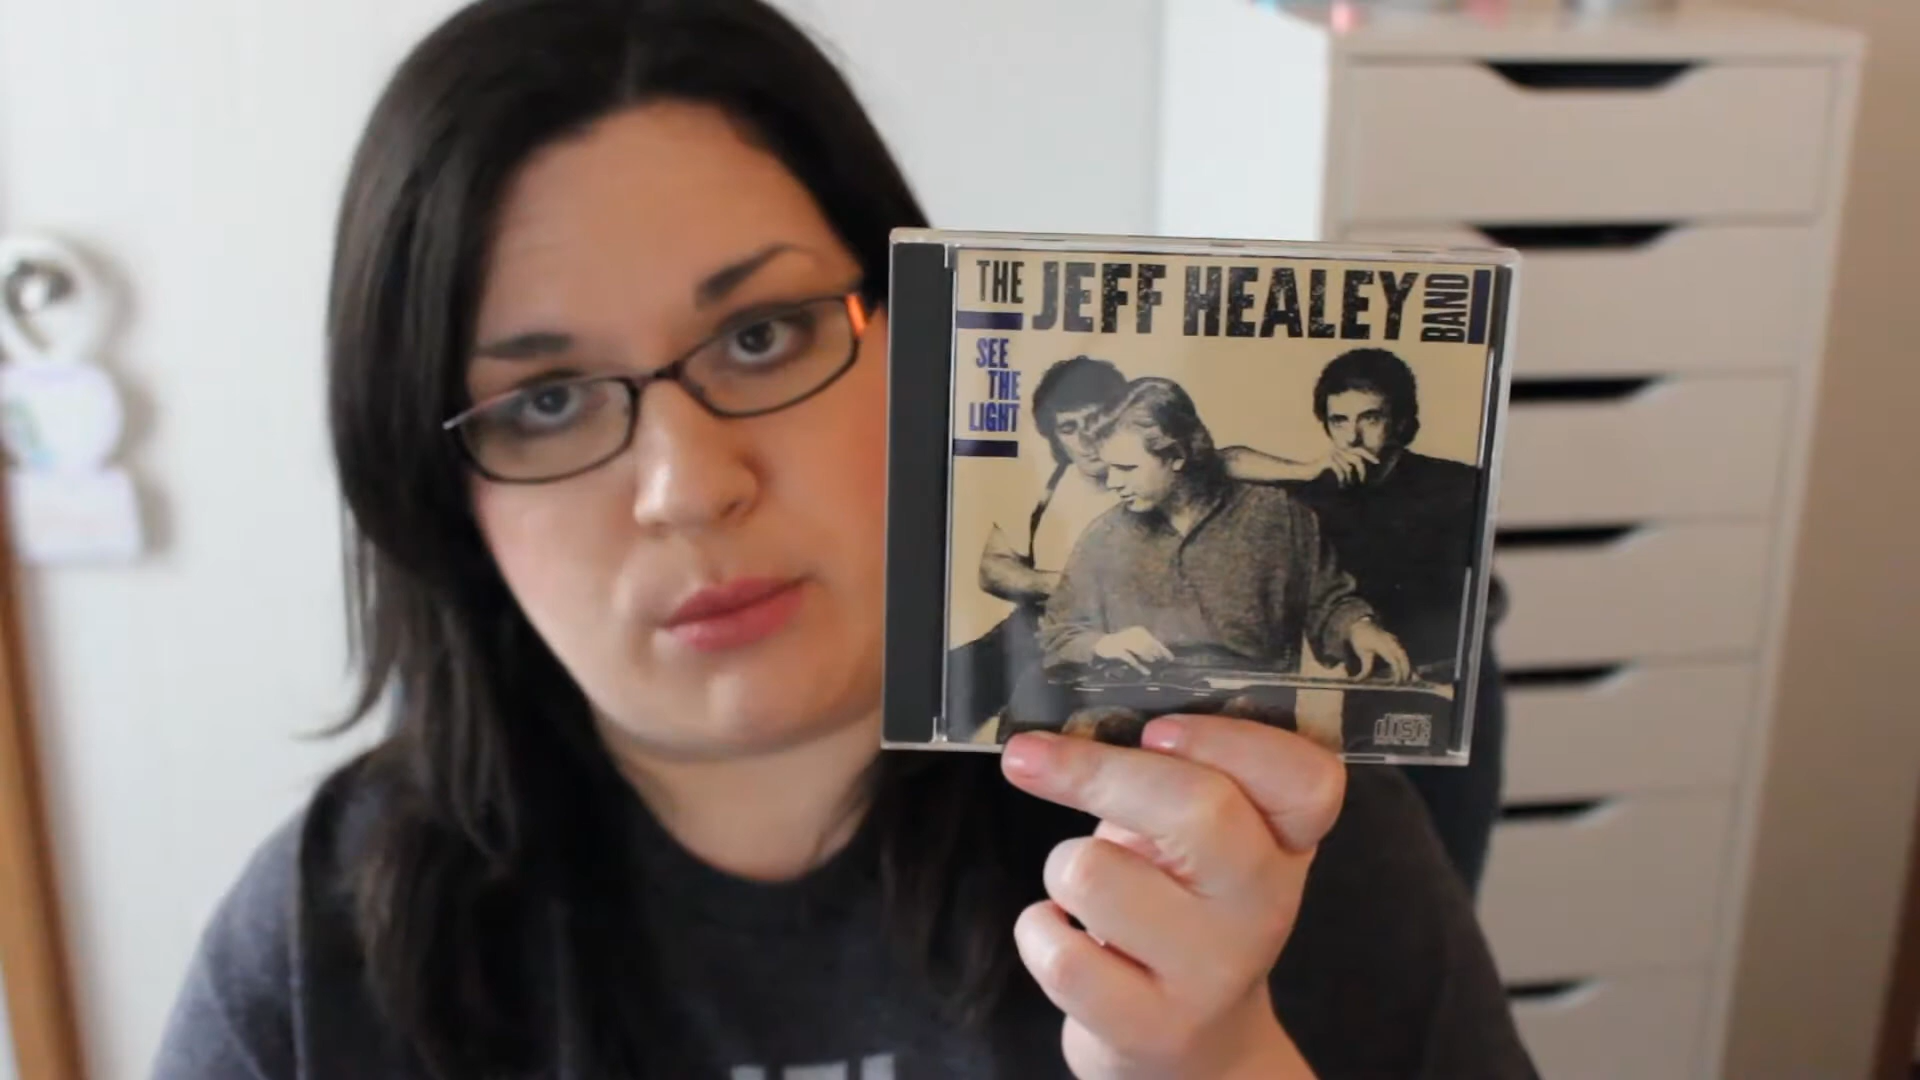 THE JEFF HEALEY BAND
SEE
THE
LIGHT
disc